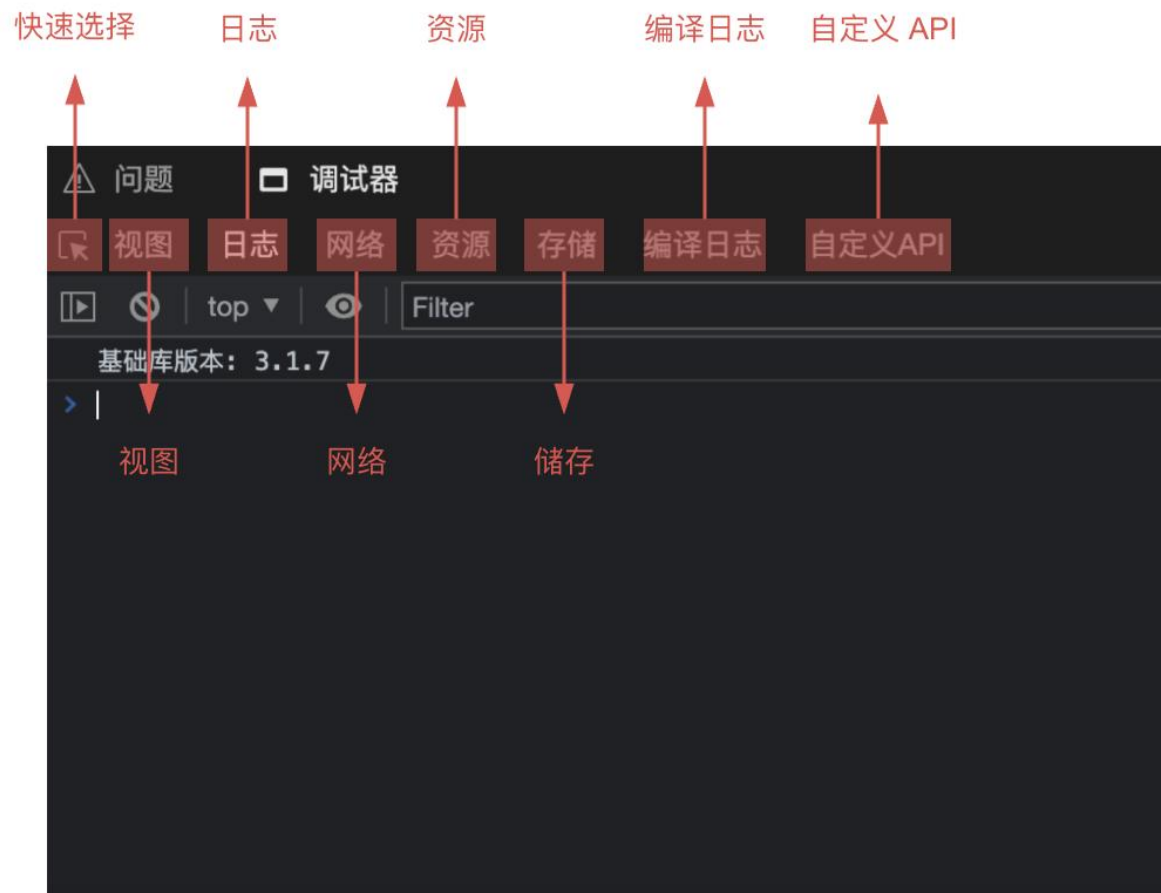 快速选择 日志 资源 编译日志 自定义 API
问题 调试器
视图 日志 网络 资源 存储 编译日志 自定义API
top Filter
基础库版本: 3.1.7
>
视图 网络 储存